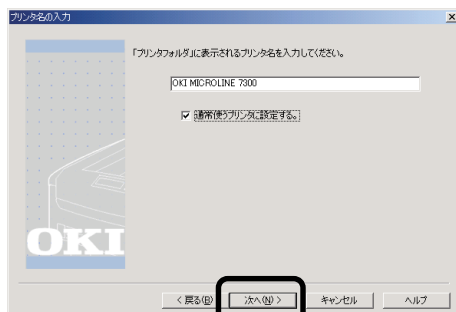 プリンタ名の入力
「プリンタフォルダ」に表示されるプリンタ名を入力してください。
OKI MICROLINE 7300
通常使うプリンタに設定する。
OKI
< 戻る(B)
次へ(N) >
キャンセル
ヘルプ